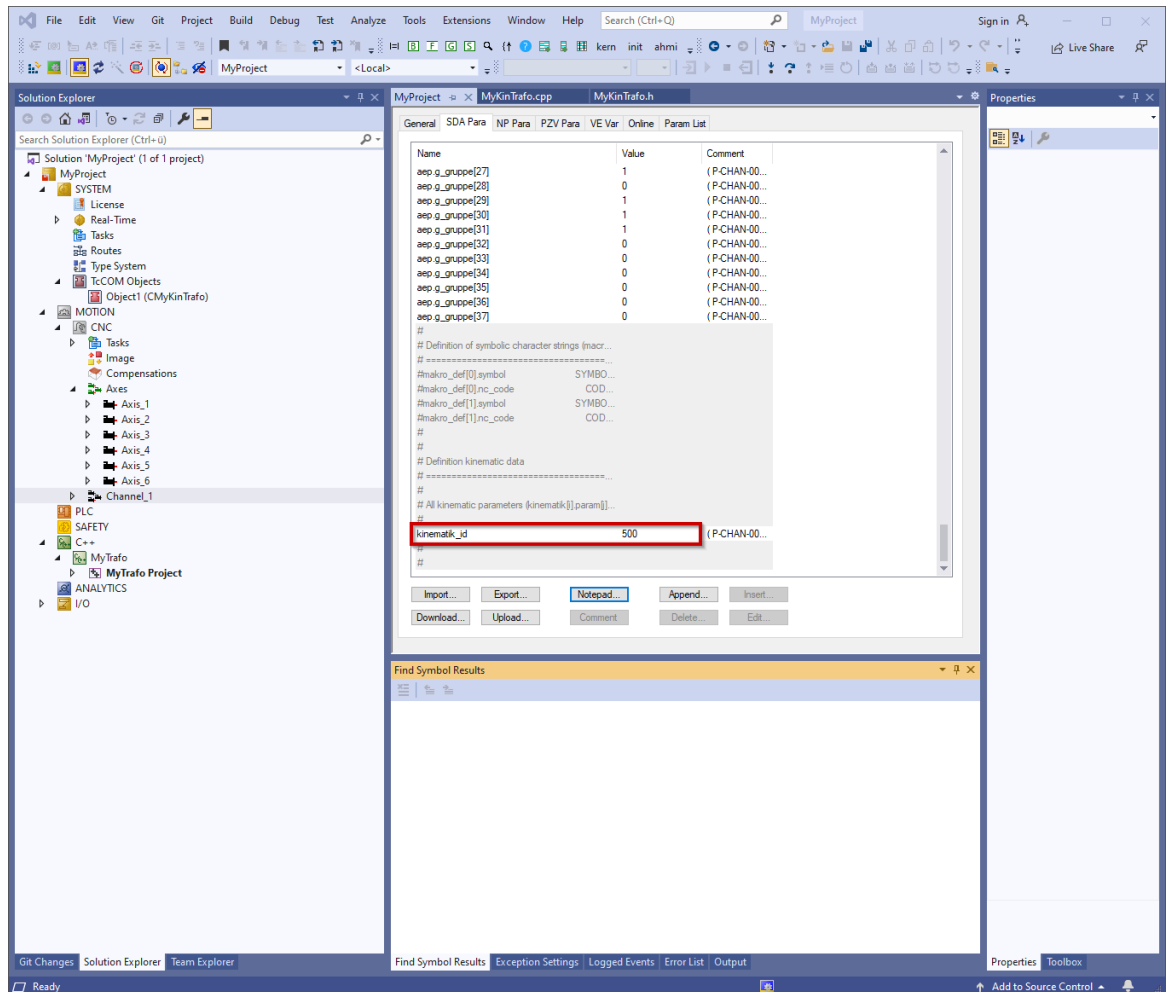 File Edit View Git Project Build Debug Test Analyze Tools Extensions Window Help Search (Ctrl+Q) MyProject Sign in
kern init ahmi Live Share
MyProject <Local>
Solution Explorer
Search Solution Explorer (Ctrl+ü)
Solution 'MyProject' (1 of 1 project)
MyProject
SYSTEM
License
Real-Time
Tasks
Routes
Type System
TcCOM Objects
Object1 (CMyKinTrafo)
MOTION
CNC
Tasks
Image
Compensations
Axes
Axis_1
Axis_2
Axis_3
Axis_4
Axis_5
Axis_6
Channel_1
PLC
SAFETY
C++
MyTrafo
MyTrafo Project
ANALYTICS
I/O
Git Changes Solution Explorer Team Explorer
MyProject MyKinTrafo.cpp MyKinTrafo.h
General SDA Para NP Para PZV Para VE Var Online Param List
Name Value Comment
aep.g_gruppe[27] 1 ( P-CHAN-00...
aep.g_gruppe[28] 0 ( P-CHAN-00...
aep.g_gruppe[29] 1 ( P-CHAN-00...
aep.g_gruppe[30] 1 ( P-CHAN-00...
aep.g_gruppe[31] 1 ( P-CHAN-00...
aep.g_gruppe[32] 0 ( P-CHAN-00...
aep.g_gruppe[33] 0 ( P-CHAN-00...
aep.g_gruppe[34] 0 ( P-CHAN-00...
aep.g_gruppe[35] 0 ( P-CHAN-00...
aep.g_gruppe[36] 0 ( P-CHAN-00...
aep.g_gruppe[37] 0 ( P-CHAN-00...
#
# Definition of symbolic character strings (macr...
# ===================================...
#makro_def[0].symbol SYMBO...
#makro_def[0].nc_code COD...
#makro_def[1].symbol SYMBO...
#makro_def[1].nc_code COD...
#
#
# Definition kinematic data
# ===================================...
#
# All kinematic parameters (kinematik[i].param[j]...
#
kinematik_id 500 ( P-CHAN-00...
#
#
Import... Export... Notepad... Append... Insert...
Download... Upload... Comment Delete... Edit...
Find Symbol Results
Find Symbol Results Exception Settings Logged Events Error List Output
Properties
Properties Toolbox
Ready Add to Source Control